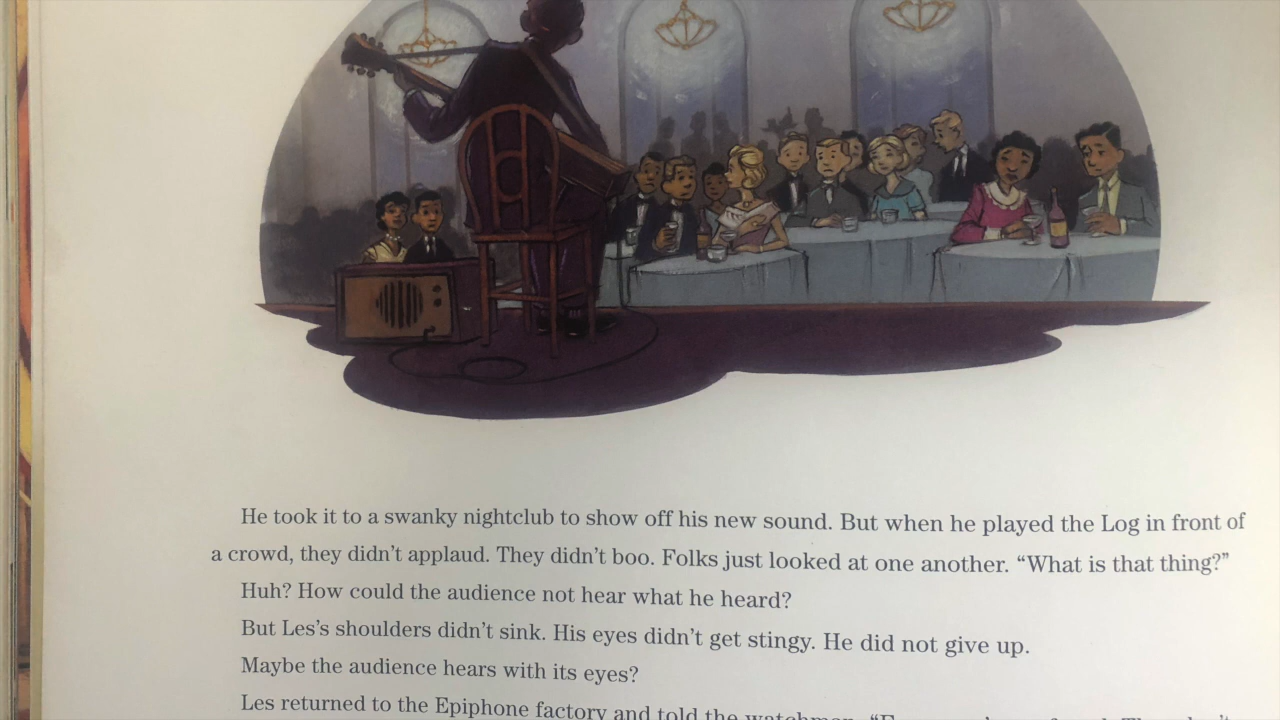 He took it to a swanky nightclub to show off his new sound. But when he played the Log in front of
a crowd, they didn’t applaud. They didn’t boo. Folks just looked at one another. “What is that thing?”
Huh? How could the audience not hear what he heard?
But Les’s shoulders didn’t sink. His eyes didn’t get stingy. He did not give up.
Maybe the audience hears with its eyes?
Les returned to the Epiphone factory and told the watchman,